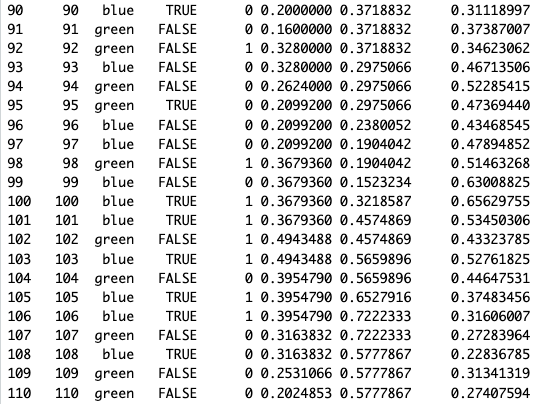 90 90 blue TRUE 0 0.2000000 0.3718832 0.31118997
91 91 green FALSE 0 0.1600000 0.3718832 0.37387007
92 92 green FALSE 1 0.3280000 0.3718832 0.34623062
93 93 blue FALSE 0 0.3280000 0.2975066 0.46713506
94 94 green FALSE 0 0.2624000 0.2975066 0.52285415
95 95 green TRUE 0 0.2099200 0.2975066 0.47369440
96 96 blue FALSE 0 0.2099200 0.2380052 0.43468545
97 97 blue FALSE 0 0.2099200 0.1904042 0.47894852
98 98 green FALSE 1 0.3679360 0.1904042 0.51463268
99 99 blue FALSE 0 0.3679360 0.1523234 0.63008825
100 100 blue TRUE 1 0.3679360 0.3218587 0.65629755
101 101 blue TRUE 1 0.3679360 0.4574869 0.53450306
102 102 green FALSE 1 0.4943488 0.4574869 0.43323785
103 103 blue TRUE 1 0.4943488 0.5659896 0.52761825
104 104 green FALSE 0 0.3954790 0.5659896 0.44647531
105 105 blue TRUE 1 0.3954790 0.6527916 0.37483456
106 106 blue TRUE 1 0.3954790 0.7222333 0.31606007
107 107 green FALSE 0 0.3163832 0.7222333 0.27283964
108 108 blue TRUE 0 0.3163832 0.5777867 0.22836785
109 109 green FALSE 0 0.2531066 0.5777867 0.31341319
110 110 green FALSE 0 0.2024853 0.5777867 0.27407594